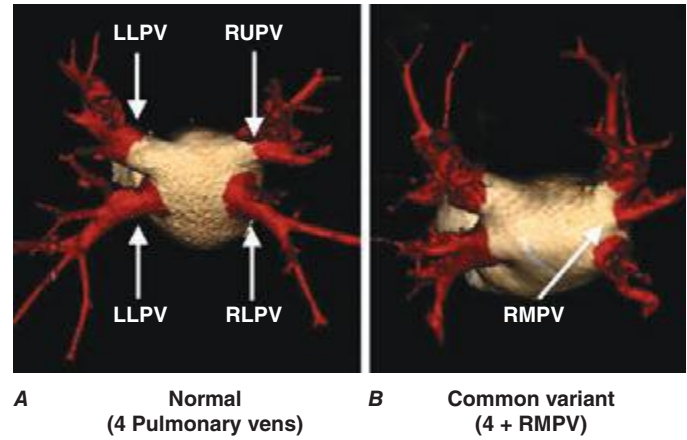 LLPV RUPV
LLPV RLPV
RMPV
A Normal
(4 Pulmonary vens)
B Common variant
(4 + RMPV)